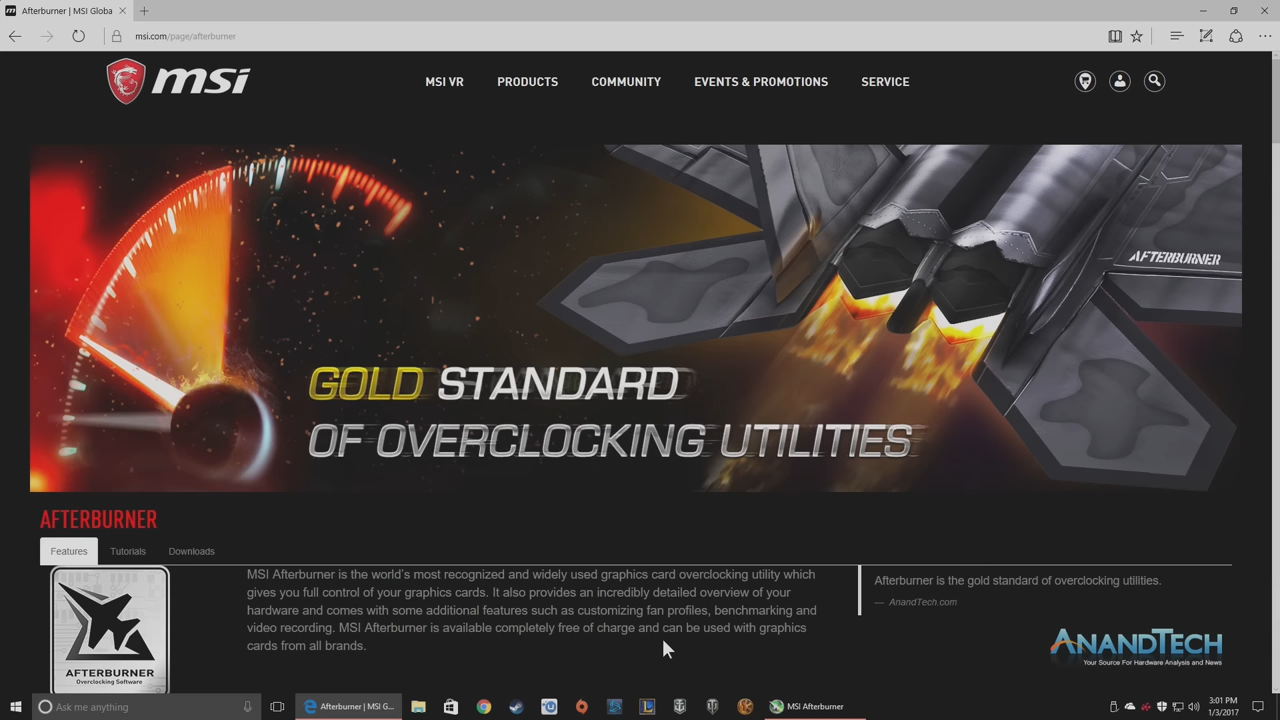 Afterburner | MSI Globa
msi.com/page/afterburner
msi
MSI VR PRODUCTS COMMUNITY EVENTS & PROMOTIONS SERVICE
AFTERBURNER
GOLD STANDARD
OF OVERCLOCKING UTILITIES
AFTERBURNER
Features Tutorials Downloads
MSI Afterburner is the world's most recognized and widely used graphics card overclocking utility which
gives you full control of your graphics cards. It also provides an incredibly detailed overview of your
hardware and comes with some additional features such as customizing fan profiles, benchmarking and
video recording. MSI Afterburner is available completely free of charge and can be used with graphics
cards from all brands.
Afterburner is the gold standard of overclocking utilities.
— AnandTech.com
AFTERBURNER
Overclocking Software
ANANDTECH
Your Source For Hardware Analysis and News
Ask me anything
Afterburner | MSI G...
MSI Afterburner
3:01 PM
1/3/2017